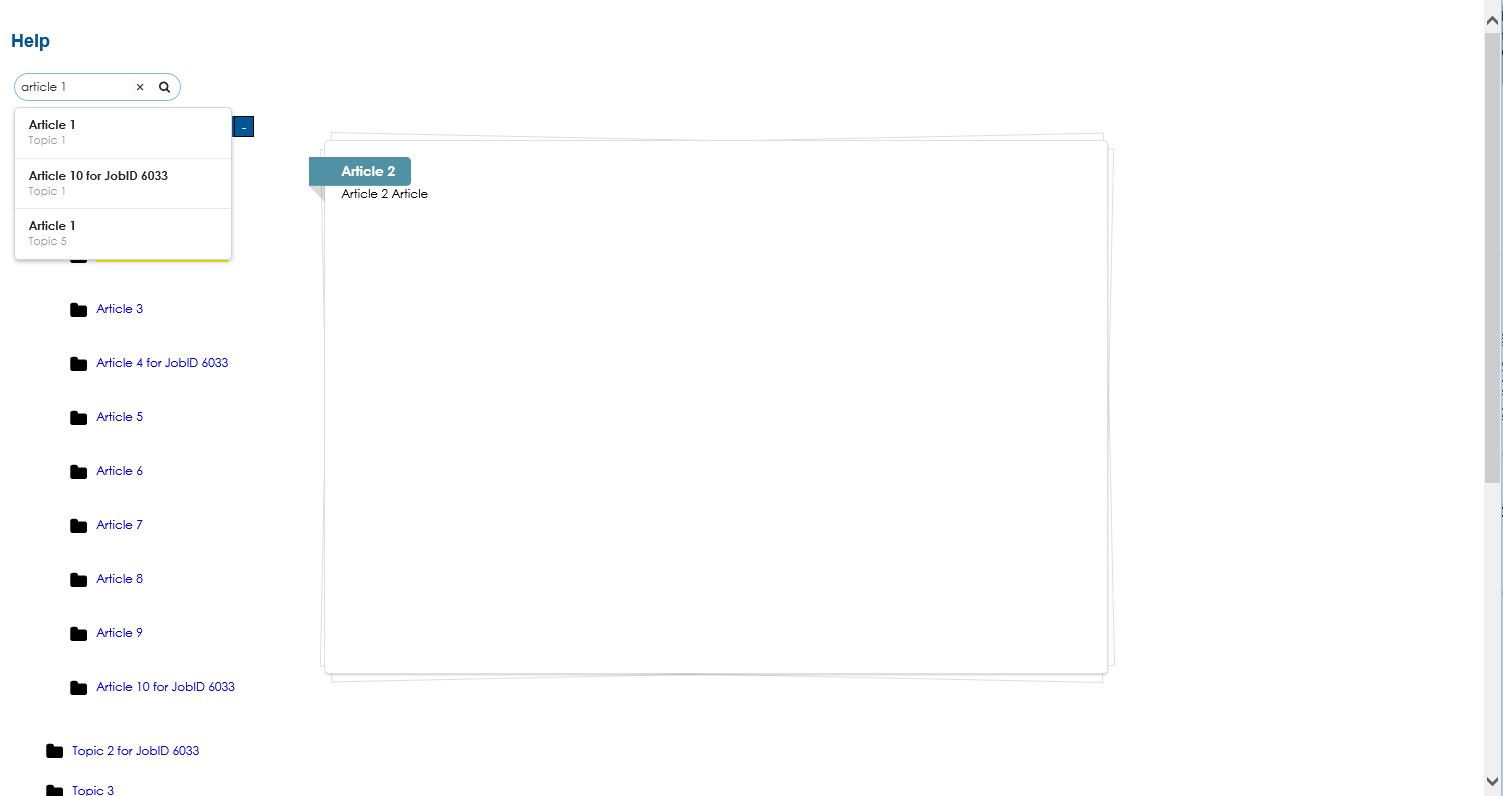 Help
article 1
Article 1
Topic 1
Article 10 for JobID 6033
Topic 1
Article 1
Topic 5
-
Article 3
Article 4 for JobID 6033
Article 5
Article 6
Article 7
Article 8
Article 9
Article 10 for JobID 6033
Topic 2 for JobID 6033
Topic 3
Article 2
Article 2 Article